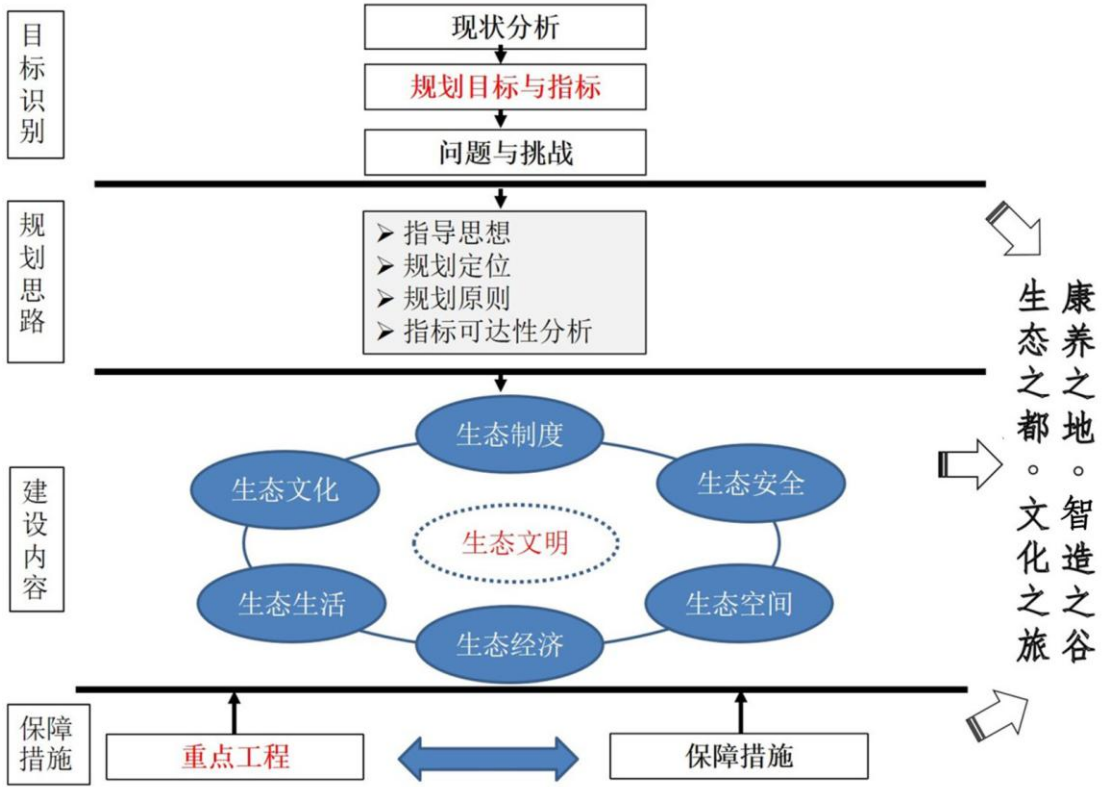 目标识别
现状分析
规划目标与指标
问题与挑战
规划思路
➢ 指导思想
➢ 规划定位
➢ 规划原则
➢ 指标可达性分析
建设内容
生态制度
生态文化
生态安全
生态文明
生态生活
生态空间
生态经济
保障措施
重点工程
保障措施
康养之地。智造之谷
生态之都。文化之旅